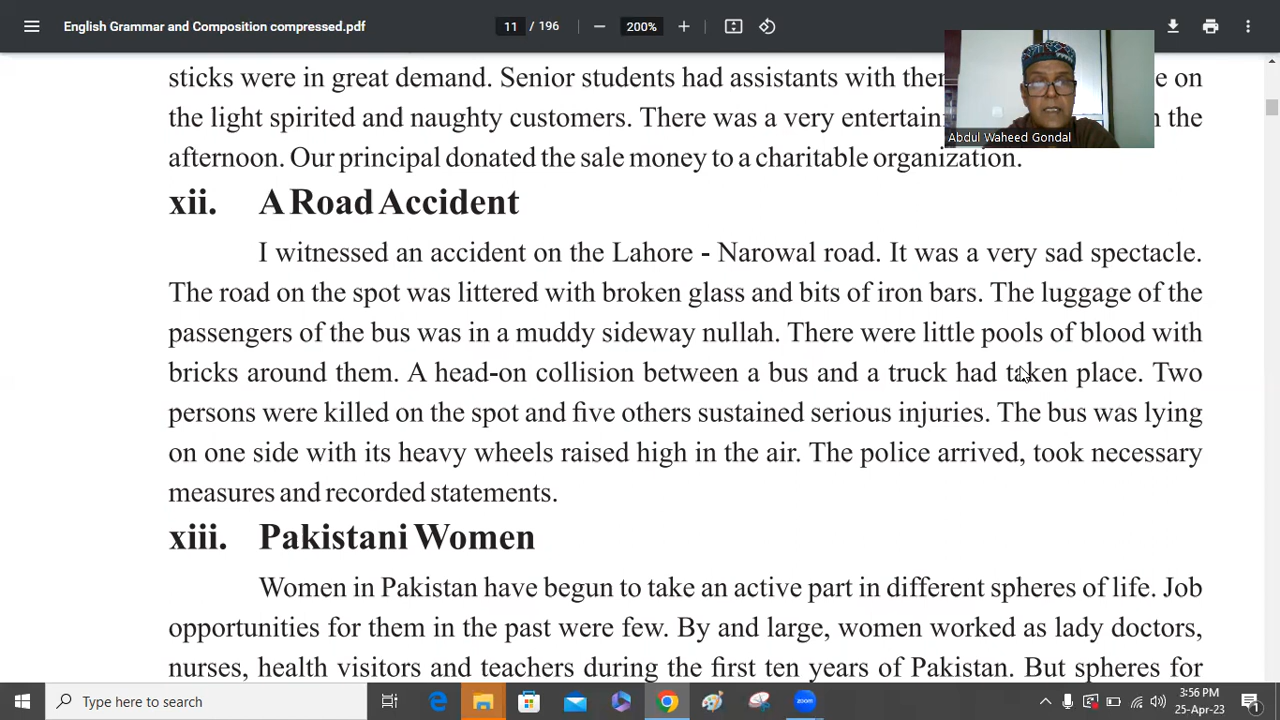 English Grammar and Composition compressed.pdf
11 / 196
200%
sticks were in great demand. Senior students had assistants with e on
the light spirited and naughty customers. There was a very the
Abdul Waheed Gondal
afternoon. Our principal donated the sale money to a charitable organization.
xii. A Road Accident
I witnessed an accident on the Lahore - Narowal road. It was a very sad spectacle.
The road on the spot was littered with broken glass and bits of iron bars. The luggage of the
passengers of the bus was in a muddy sideway nullah. There were little pools of blood with
bricks around them. A head-on collision between a bus and a truck had taken place. Two
persons were killed on the spot and five others sustained serious injuries. The bus was lying
on one side with its heavy wheels raised high in the air. The police arrived, took necessary
measures and recorded statements.
xiii. Pakistani Women
Women in Pakistan have begun to take an active part in different spheres of life. Job
opportunities for them in the past were few. By and large, women worked as lady doctors,
nurses, health visitors and teachers during the first ten years of Pakistan. But spheres for
Type here to search
3:56 PM
25-Apr-23